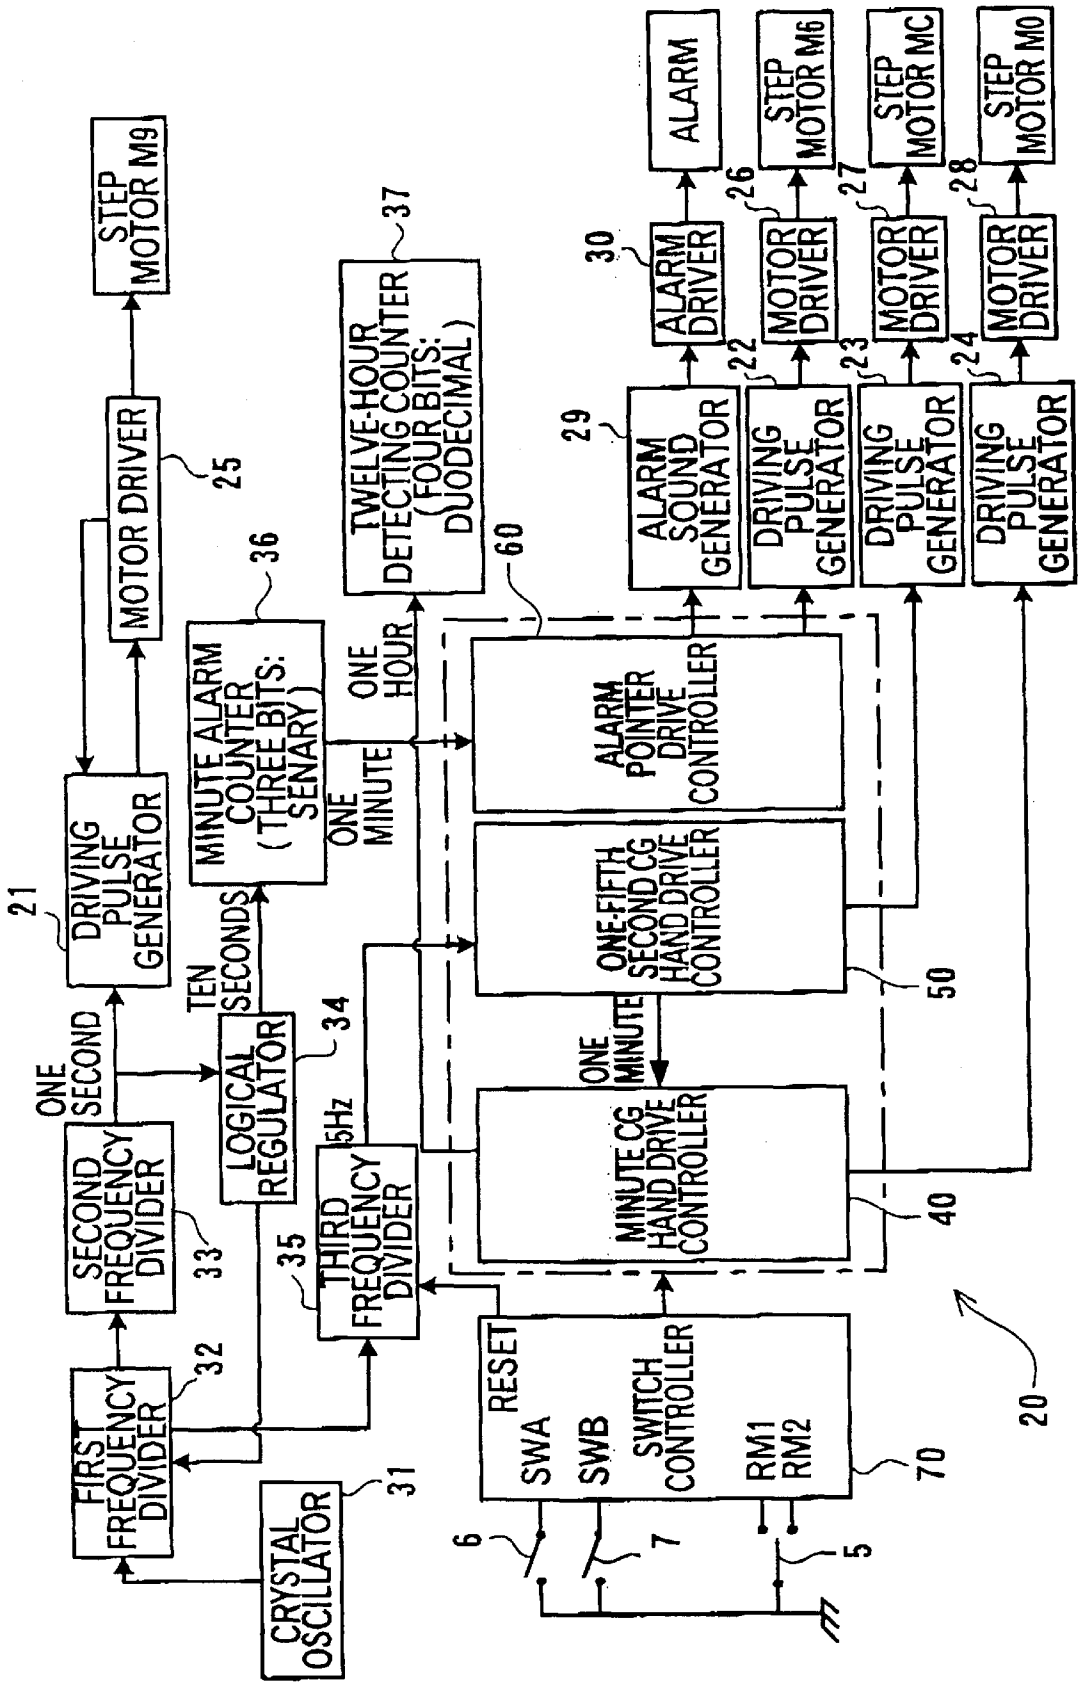 CRYSTAL
OSCILLATOR
31
FIRST
FREQUENCY
DIVIDER
32
SECOND
FREQUENCY
DIVIDER
33
ONE
SECOND
DRIVING
PULSE
GENERATOR
21
MOTOR DRIVER
25
STEP
MOTOR M9
LOGICAL
REGULATOR
34
TEN
SECONDS
MINUTE ALARM
COUNTER
(THREE BITS:
SENARY)
36
ONE
MINUTE
THIRD
FREQUENCY
DIVIDER
35
5Hz
ONE
HOUR
TWELVE-HOUR
DETECTING COUNTER
(FOUR BITS:
DUODECIMAL)
37
RESET
SWA
SWB
SWITCH
CONTROLLER
RM1
RM2
70
6
7
5
MINUTE CG
HAND DRIVE
CONTROLLER
40
ONE
MINUTE
ONE-FIFTH
SECOND CG
HAND DRIVE
CONTROLLER
50
ALARM
POINTER
DRIVE
CONTROLLER
60
ALARM
SOUND
GENERATOR
29
ALARM
DRIVER
30
ALARM
DRIVING
PULSE
GENERATOR
22
MOTOR
DRIVER
26
STEP
MOTOR M6
DRIVING
PULSE
GENERATOR
23
MOTOR
DRIVER
27
STEP
MOTOR MC
DRIVING
PULSE
GENERATOR
24
MOTOR
DRIVER
28
STEP
MOTOR M0
20